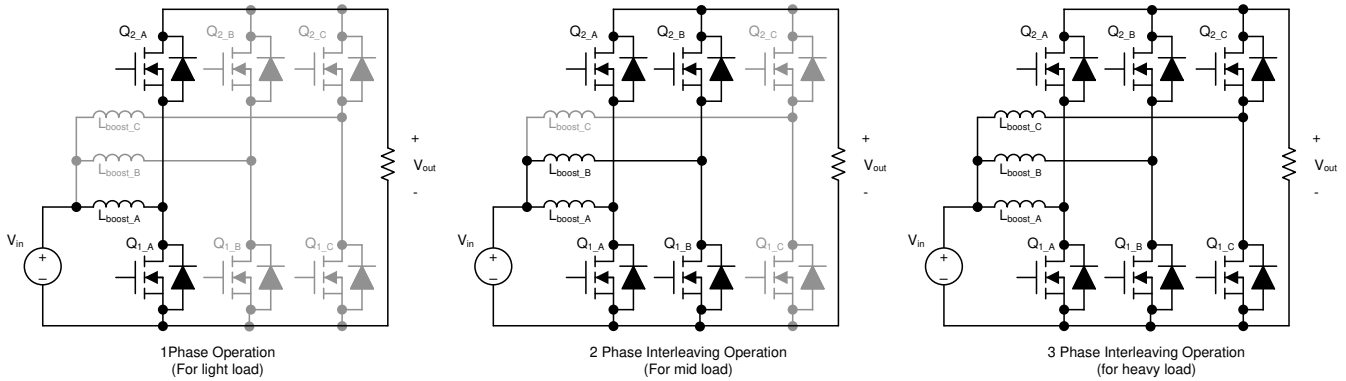 Q2_A
Q2_B
Q2_C
Lboost_C
Lboost_B
Lboost_A
+
Vout
-
Vin
+
−
Q1_A
Q1_B
Q1_C
1Phase Operation
(For light load)
Q2_A
Q2_B
Q2_C
Lboost_C
Lboost_B
Lboost_A
+
Vout
-
Vin
+
−
Q1_A
Q1_B
Q1_C
2 Phase Interleaving Operation
(For mid load)
Q2_A
Q2_B
Q2_C
Lboost_C
Lboost_B
Lboost_A
+
Vout
-
Vin
+
−
Q1_A
Q1_B
Q1_C
3 Phase Interleaving Operation
(for heavy load)